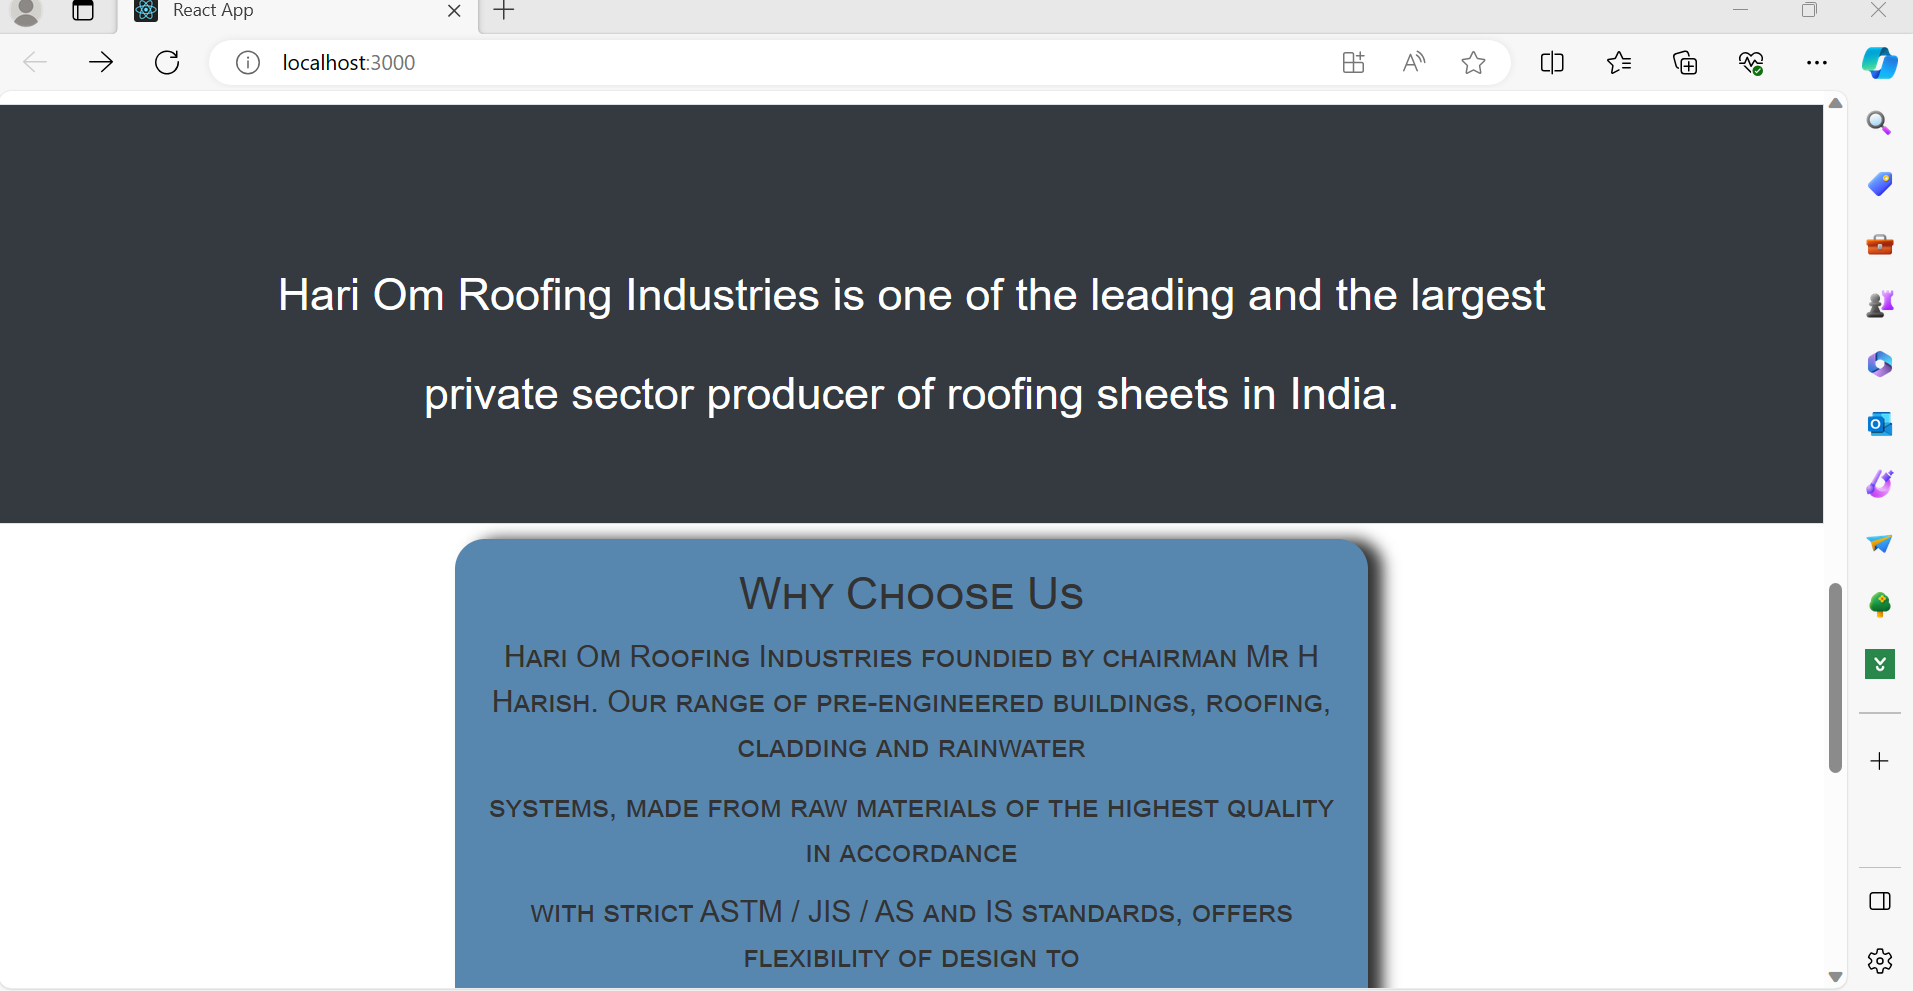 React App
localhost:3000
Hari Om Roofing Industries is one of the leading and the largest
private sector producer of roofing sheets in India.
Why Choose Us
Hari Om Roofing Industries foundied by chairman Mr H
Harish. Our range of pre-engineered buildings, roofing,
cladding and rainwater
systems, made from raw materials of the highest quality
in accordance
with strict ASTM / JIS / AS and IS standards, offers
flexibility of design to